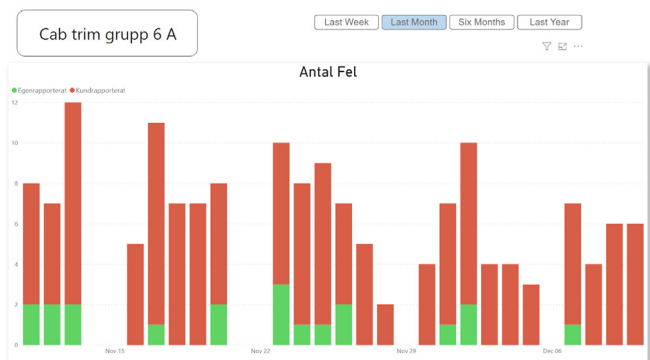 Cab trim grupp 6 A
Last Week Last Month Six Months Last Year
Antal Fel
Egenrapporterat Kundrapporterat
12
10
8
6
4
2
0
Nov 15 Nov 22 Nov 29 Dec 06